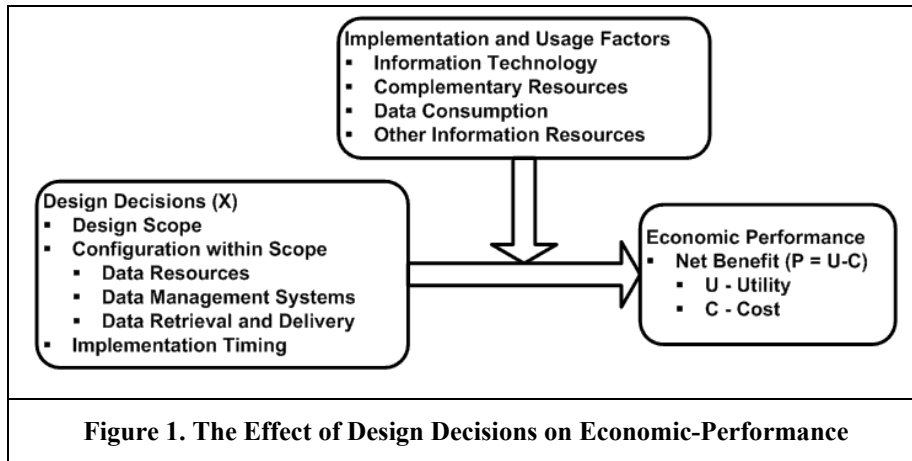 Implementation and Usage Factors
▪ Information Technology
▪ Complementary Resources
▪ Data Consumption
▪ Other Information Resources
Design Decisions (X)
▪ Design Scope
▪ Configuration within Scope
▪ Data Resources
▪ Data Management Systems
▪ Data Retrieval and Delivery
▪ Implementation Timing
Economic Performance
▪ Net Benefit (P = U-C)
▪ U - Utility
▪ C - Cost
Figure 1. The Effect of Design Decisions on Economic-Performance